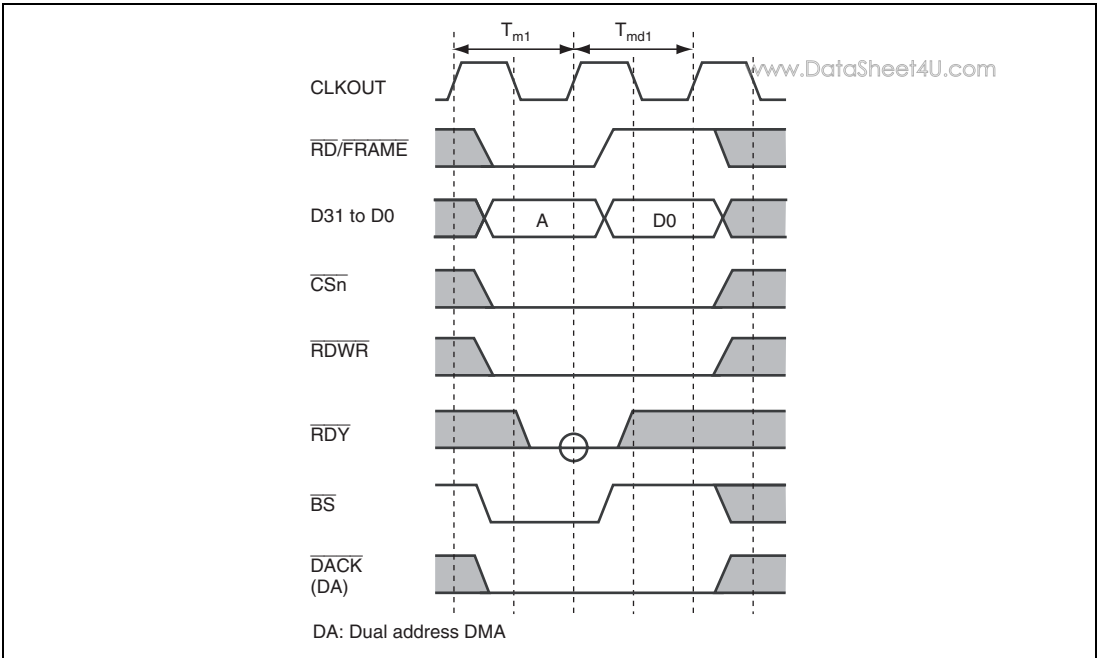 Tm1 Tmd1
www.DataSheet4U.com
CLKOUT
RD/FRAME
D31 to D0
A D0
CSn
RDWR
RDY
BS
DACK
(DA)
DA: Dual address DMA